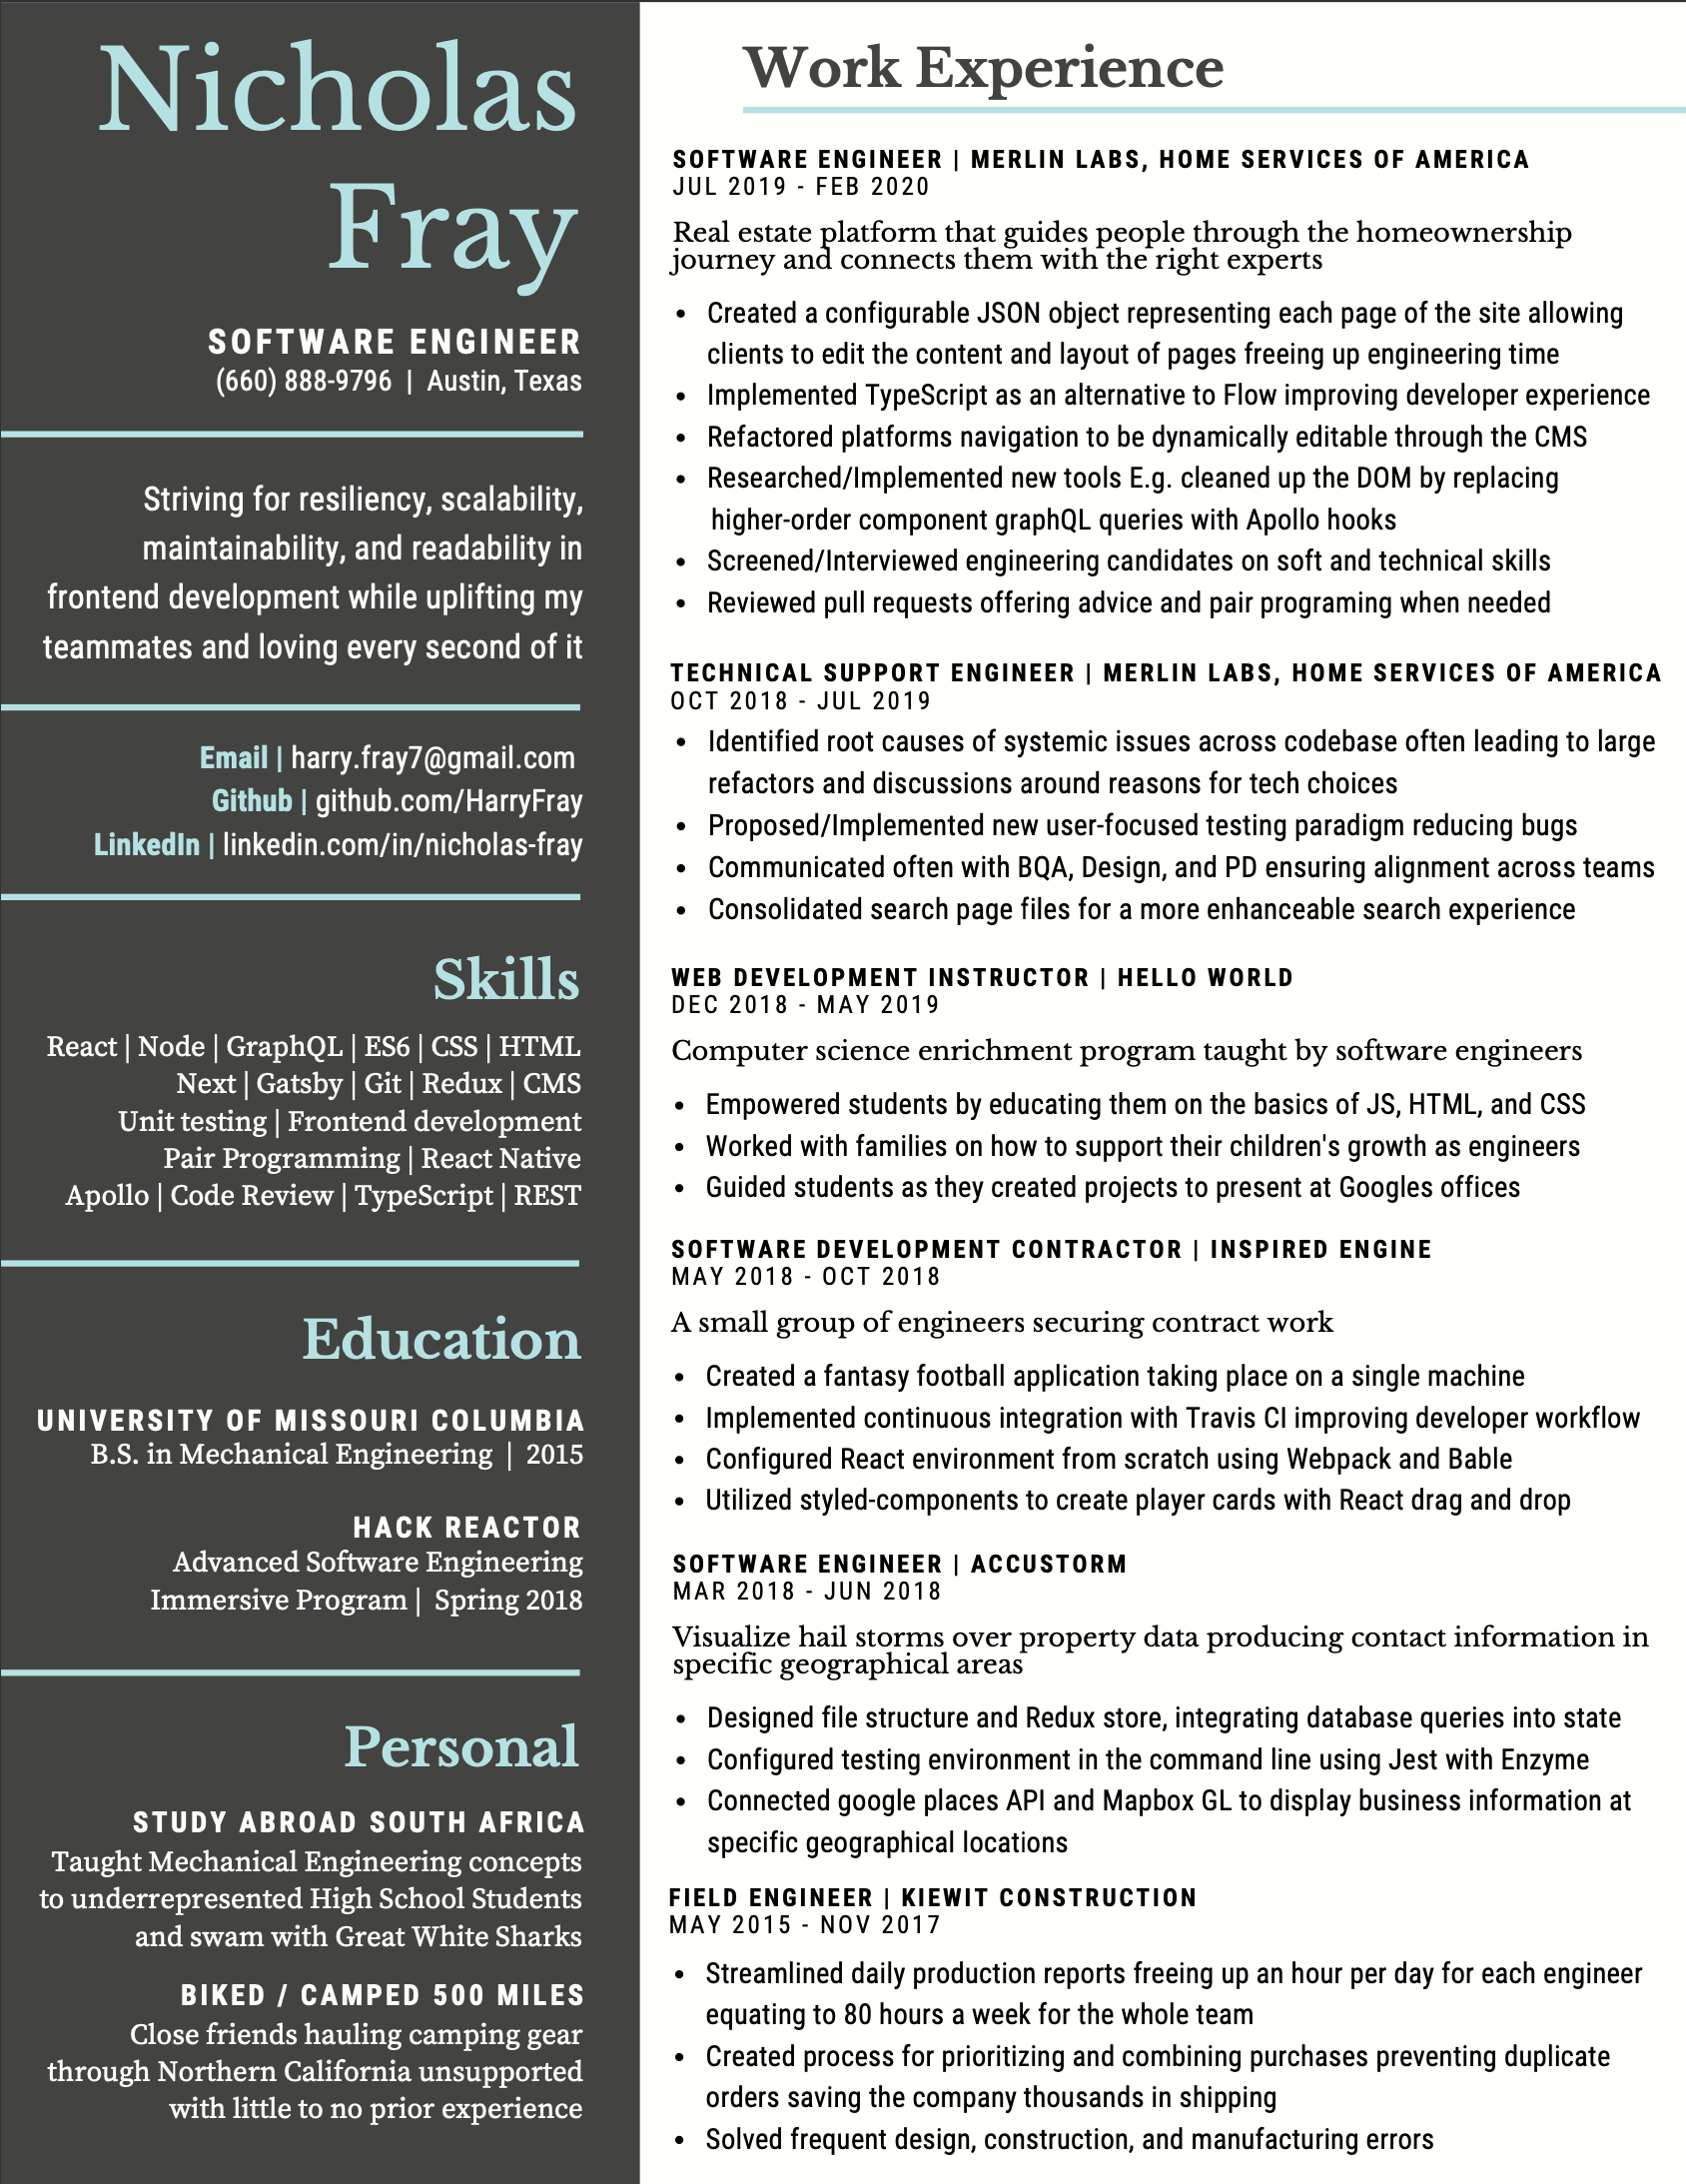 Nicholas
Fray
SOFTWARE ENGINEER
(660) 888-9796 | Austin, Texas
Striving for resiliency, scalability,
maintainability, and readability in
frontend development while uplifting my
teammates and loving every second of it
Email | harry.fray7@gmail.com
Github | github.com/HarryFray
LinkedIn | linkedin.com/in/nicholas-fray
Skills
React | Node | GraphQL | ES6 | CSS | HTML
Next | Gatsby | Git | Redux | CMS
Unit testing | Frontend development
Pair Programming | React Native
Apollo | Code Review | TypeScript | REST
Education
UNIVERSITY OF MISSOURI COLUMBIA
B.S. in Mechanical Engineering | 2015
HACK REACTOR
Advanced Software Engineering
Immersive Program | Spring 2018
Personal
STUDY ABROAD SOUTH AFRICA
Taught Mechanical Engineering concepts
to underrepresented High School Students
and swam with Great White Sharks
BIKED / CAMPED 500 MILES
Close friends hauling camping gear
through Northern California unsupported
with little to no prior experience
Work Experience
SOFTWARE ENGINEER | MERLIN LABS, HOME SERVICES OF AMERICA
JUL 2019 - FEB 2020
Real estate platform that guides people through the homeownership
journey and connects them with the right experts
• Created a configurable JSON object representing each page of the site allowing
clients to edit the content and layout of pages freeing up engineering time
• Implemented TypeScript as an alternative to Flow improving developer experience
• Refactored platforms navigation to be dynamically editable through the CMS
• Researched/Implemented new tools E.g. cleaned up the DOM by replacing
higher-order component graphQL queries with Apollo hooks
• Screened/Interviewed engineering candidates on soft and technical skills
• Reviewed pull requests offering advice and pair programing when needed
TECHNICAL SUPPORT ENGINEER | MERLIN LABS, HOME SERVICES OF AMERICA
OCT 2018 - JUL 2019
• Identified root causes of systemic issues across codebase often leading to large
refactors and discussions around reasons for tech choices
• Proposed/Implemented new user-focused testing paradigm reducing bugs
• Communicated often with BQA, Design, and PD ensuring alignment across teams
• Consolidated search page files for a more enhanceable search experience
WEB DEVELOPMENT INSTRUCTOR | HELLO WORLD
DEC 2018 - MAY 2019
Computer science enrichment program taught by software engineers
• Empowered students by educating them on the basics of JS, HTML, and CSS
• Worked with families on how to support their children's growth as engineers
• Guided students as they created projects to present at Googles offices
SOFTWARE DEVELOPMENT CONTRACTOR | INSPIRED ENGINE
MAY 2018 - OCT 2018
A small group of engineers securing contract work
• Created a fantasy football application taking place on a single machine
• Implemented continuous integration with Travis CI improving developer workflow
• Configured React environment from scratch using Webpack and Bable
• Utilized styled-components to create player cards with React drag and drop
SOFTWARE ENGINEER | ACCUSTORM
MAR 2018 - JUN 2018
Visualize hail storms over property data producing contact information in
specific geographical areas
• Designed file structure and Redux store, integrating database queries into state
• Configured testing environment in the command line using Jest with Enzyme
• Connected google places API and Mapbox GL to display business information at
specific geographical locations
FIELD ENGINEER | KIEWIT CONSTRUCTION
MAY 2015 - NOV 2017
• Streamlined daily production reports freeing up an hour per day for each engineer
equating to 80 hours a week for the whole team
• Created process for prioritizing and combining purchases preventing duplicate
orders saving the company thousands in shipping
• Solved frequent design, construction, and manufacturing errors